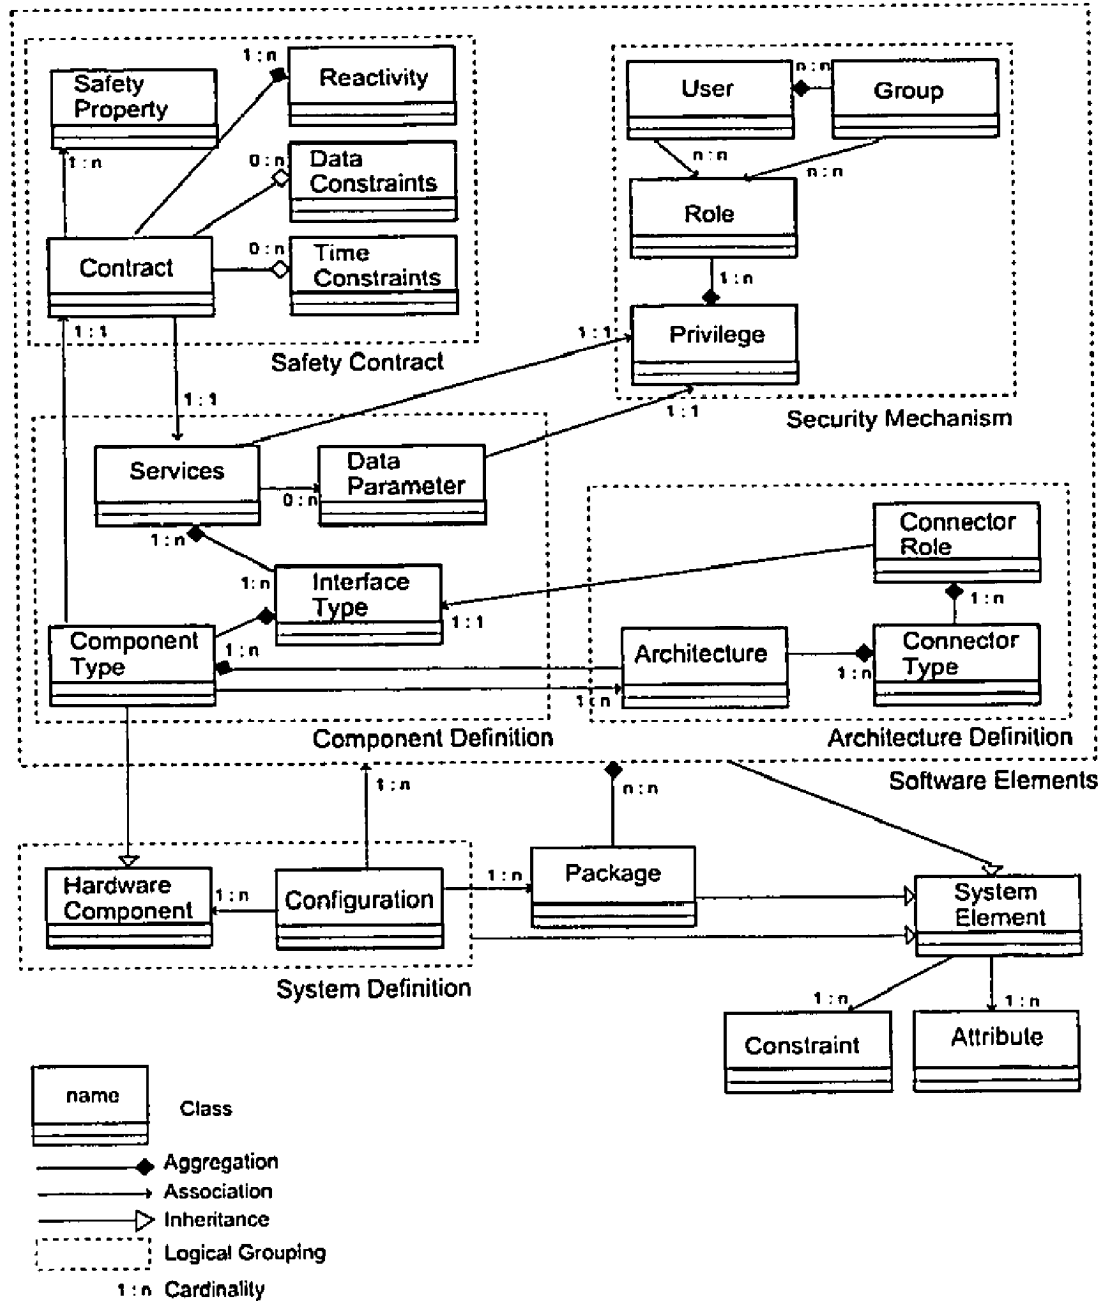 1:n
Reactivity
Safety
Property
1:n
0:n
Data
Constraints
Contract
0:n
Time
Constraints
1:1
Safety Contract
1:1
User
n:n
Group
n:n
n:n
Role
1:n
Privilege
1:1
1:1
Security Mechanism
Services
Data
Parameter
0:n
1:n
1:n
Interface
Type
1:1
Component
Type
1:n
1:n
Component Definition
Connector
Role
1:n
Architecture
1:n
Connector
Type
Architecture Definition
Software Elements
1:n
n:n
Hardware
Component
1:n
Configuration
1:n
Package
System
Element
System Definition
1:n
1:n
Constraint
Attribute
name
Class
Aggregation
Association
Inheritance
Logical Grouping
1:n Cardinality